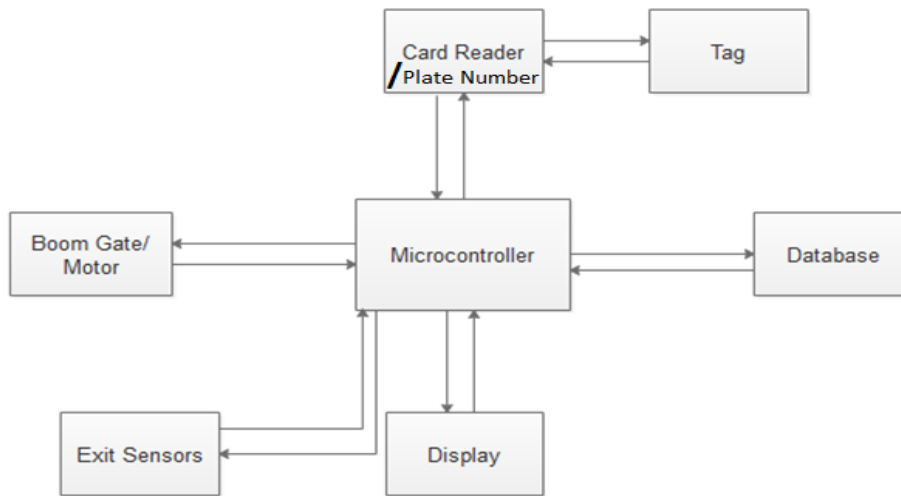 Card Reader
/Plate Number
Tag
Boom Gate/
Motor
Microcontroller
Database
Exit Sensors
Display